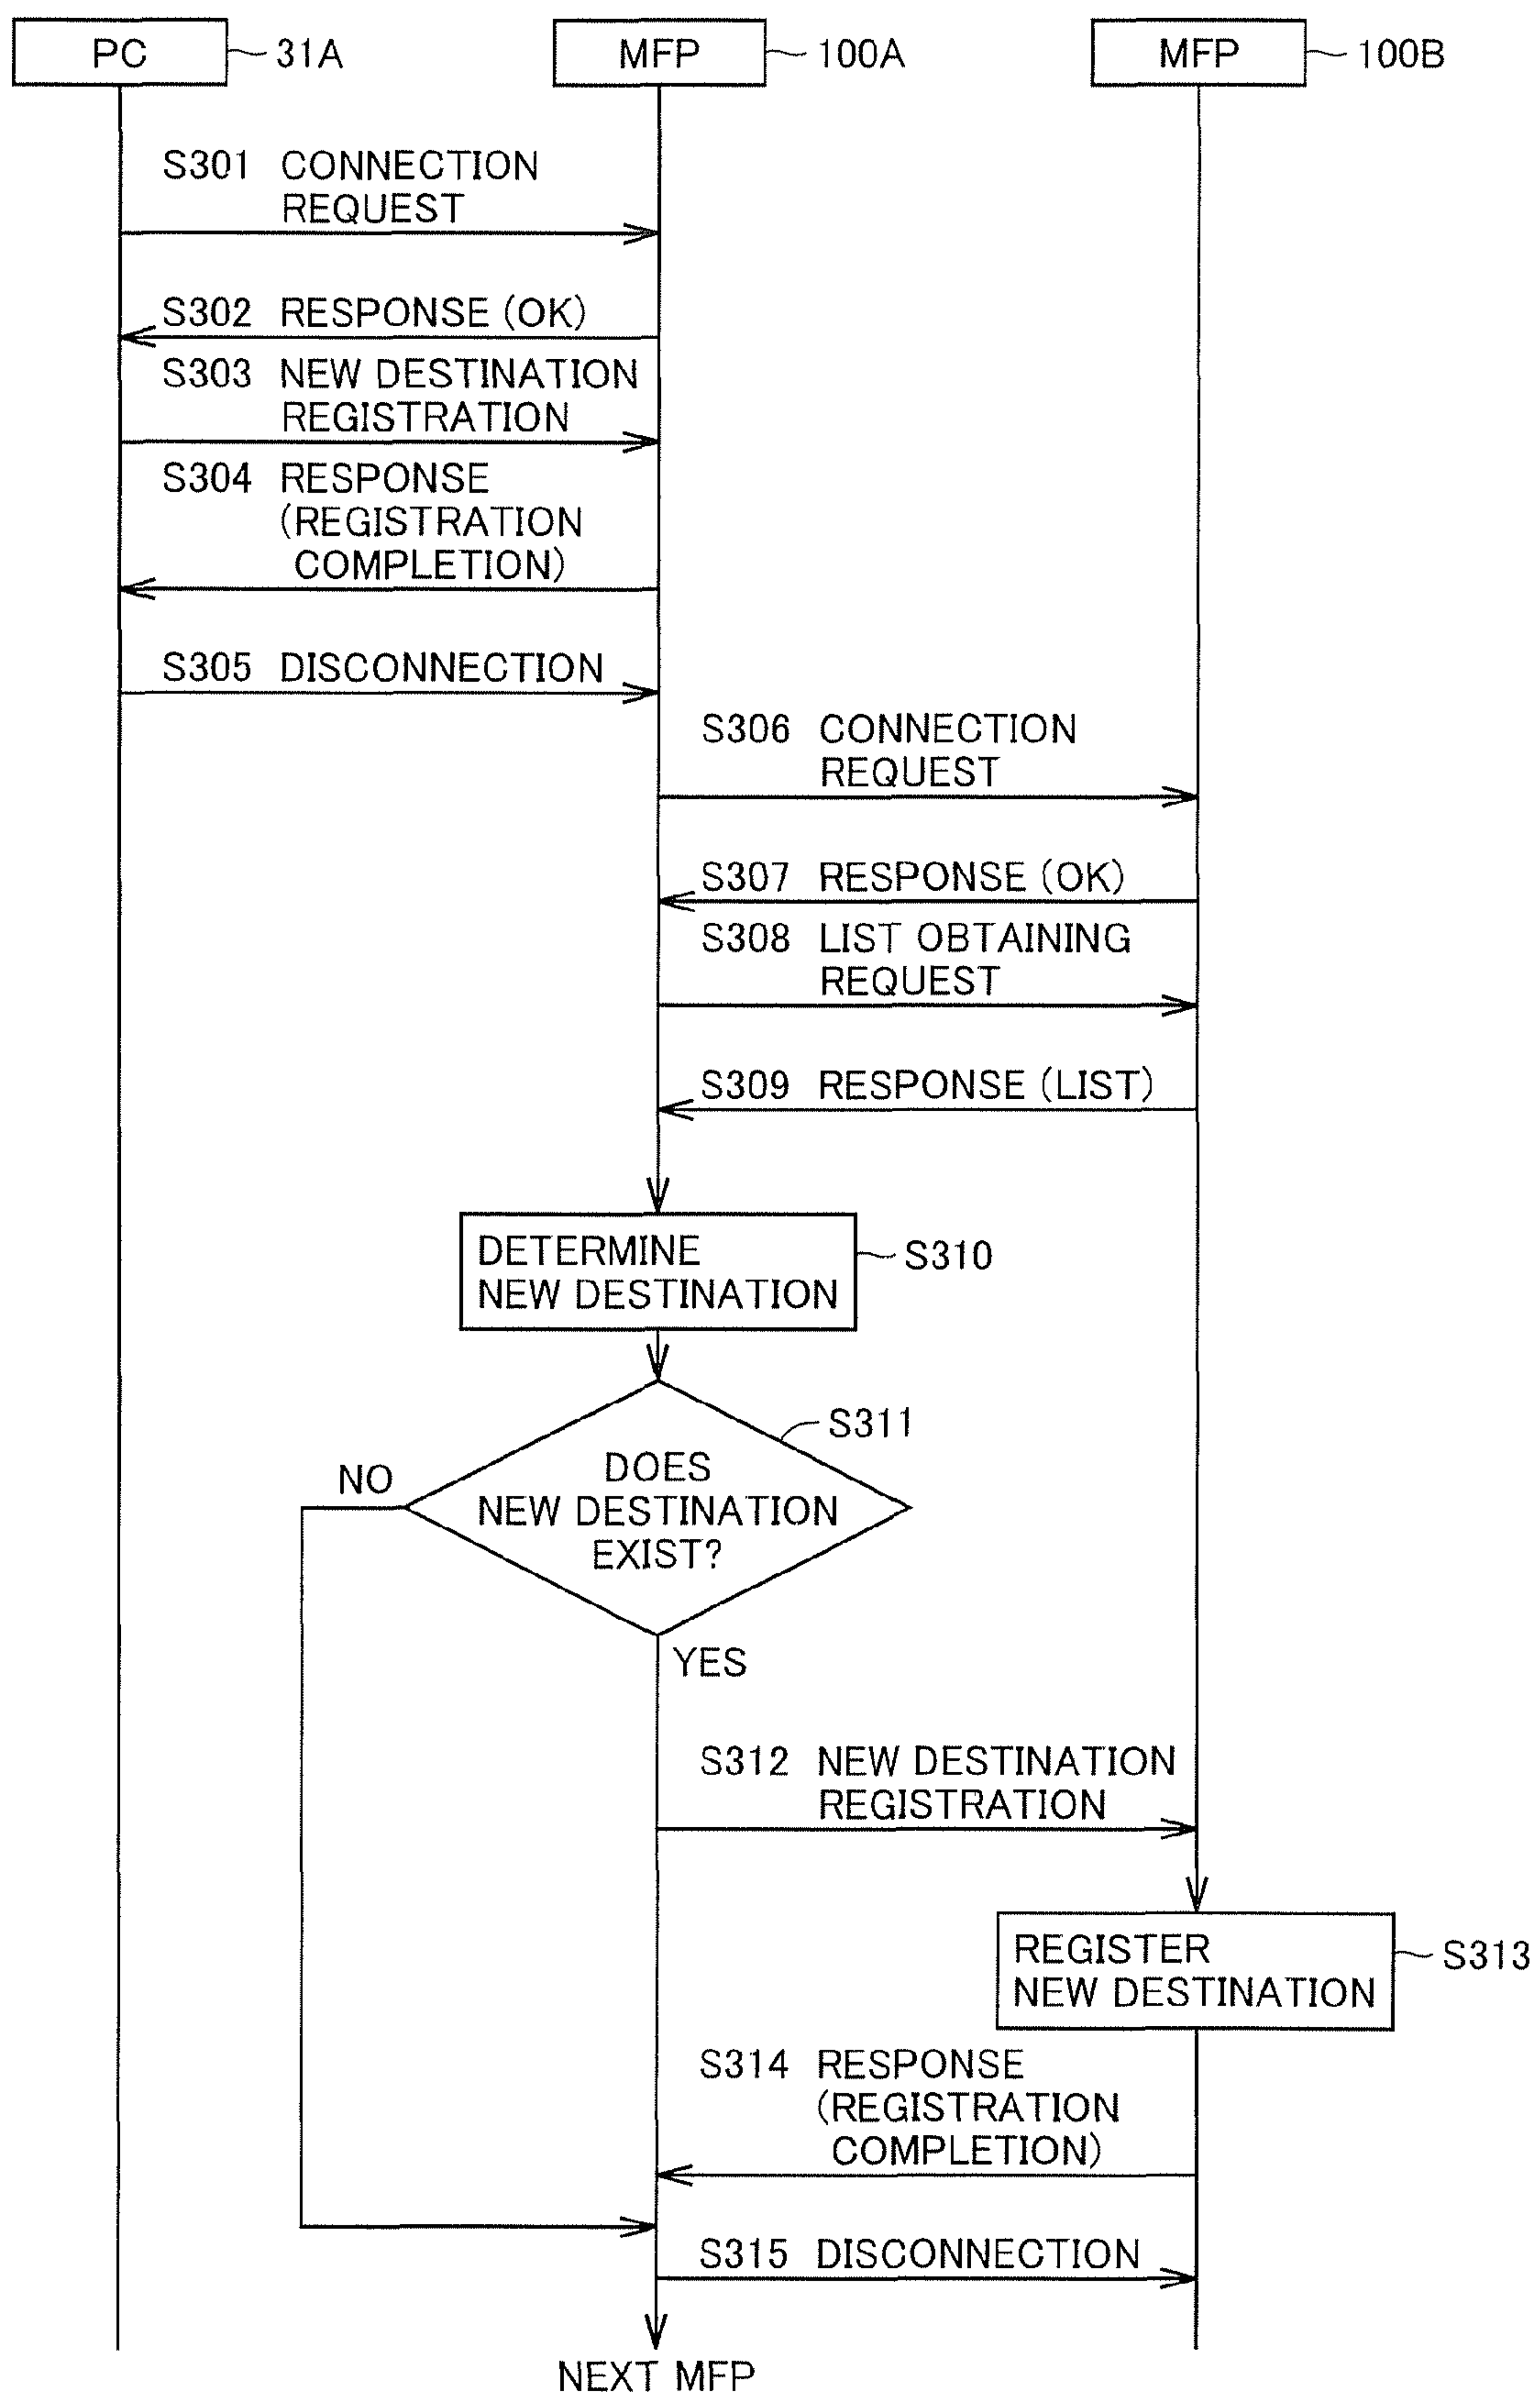 PC 31A MFP 100A MFP 100B
S301 CONNECTION
REQUEST
S302 RESPONSE (OK)
S303 NEW DESTINATION
REGISTRATION
S304 RESPONSE
(REGISTRATION
COMPLETION)
S305 DISCONNECTION
S306 CONNECTION
REQUEST
S307 RESPONSE (OK)
S308 LIST OBTAINING
REQUEST
S309 RESPONSE (LIST)
DETERMINE
NEW DESTINATION
S310
S311
DOES
NEW DESTINATION
EXIST?
NO
YES
S312 NEW DESTINATION
REGISTRATION
REGISTER
NEW DESTINATION
S313
S314 RESPONSE
(REGISTRATION
COMPLETION)
S315 DISCONNECTION
NEXT MFP